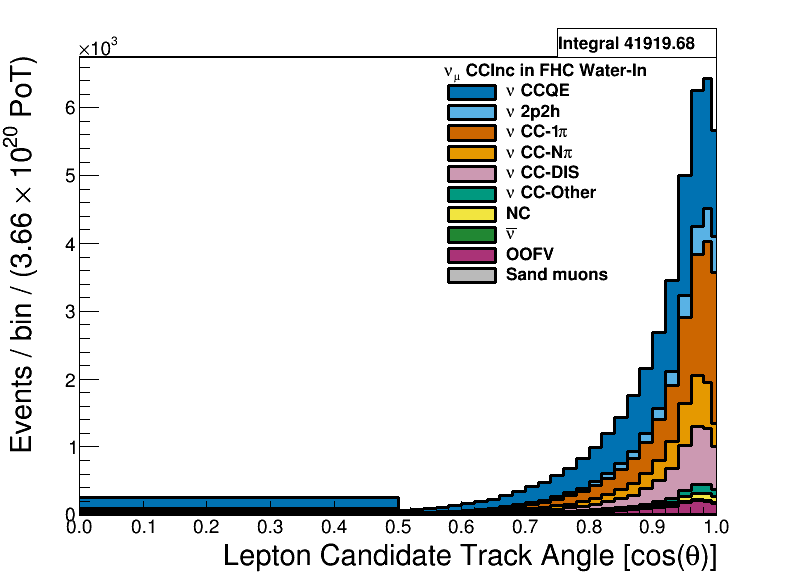 Integral 41919.68
×10³
ν_μ CCInc in FHC Water-In
ν CCQE
ν 2p2h
ν CC-1π
ν CC-Nπ
ν CC-DIS
ν CC-Other
NC
ν̅
OOFV
Sand muons
Events / bin / (3.66 × 10²⁰ PoT)
6
5
4
3
2
1
0
0.0 0.1 0.2 0.3 0.4 0.5 0.6 0.7 0.8 0.9 1.0
Lepton Candidate Track Angle [cos(θ)]